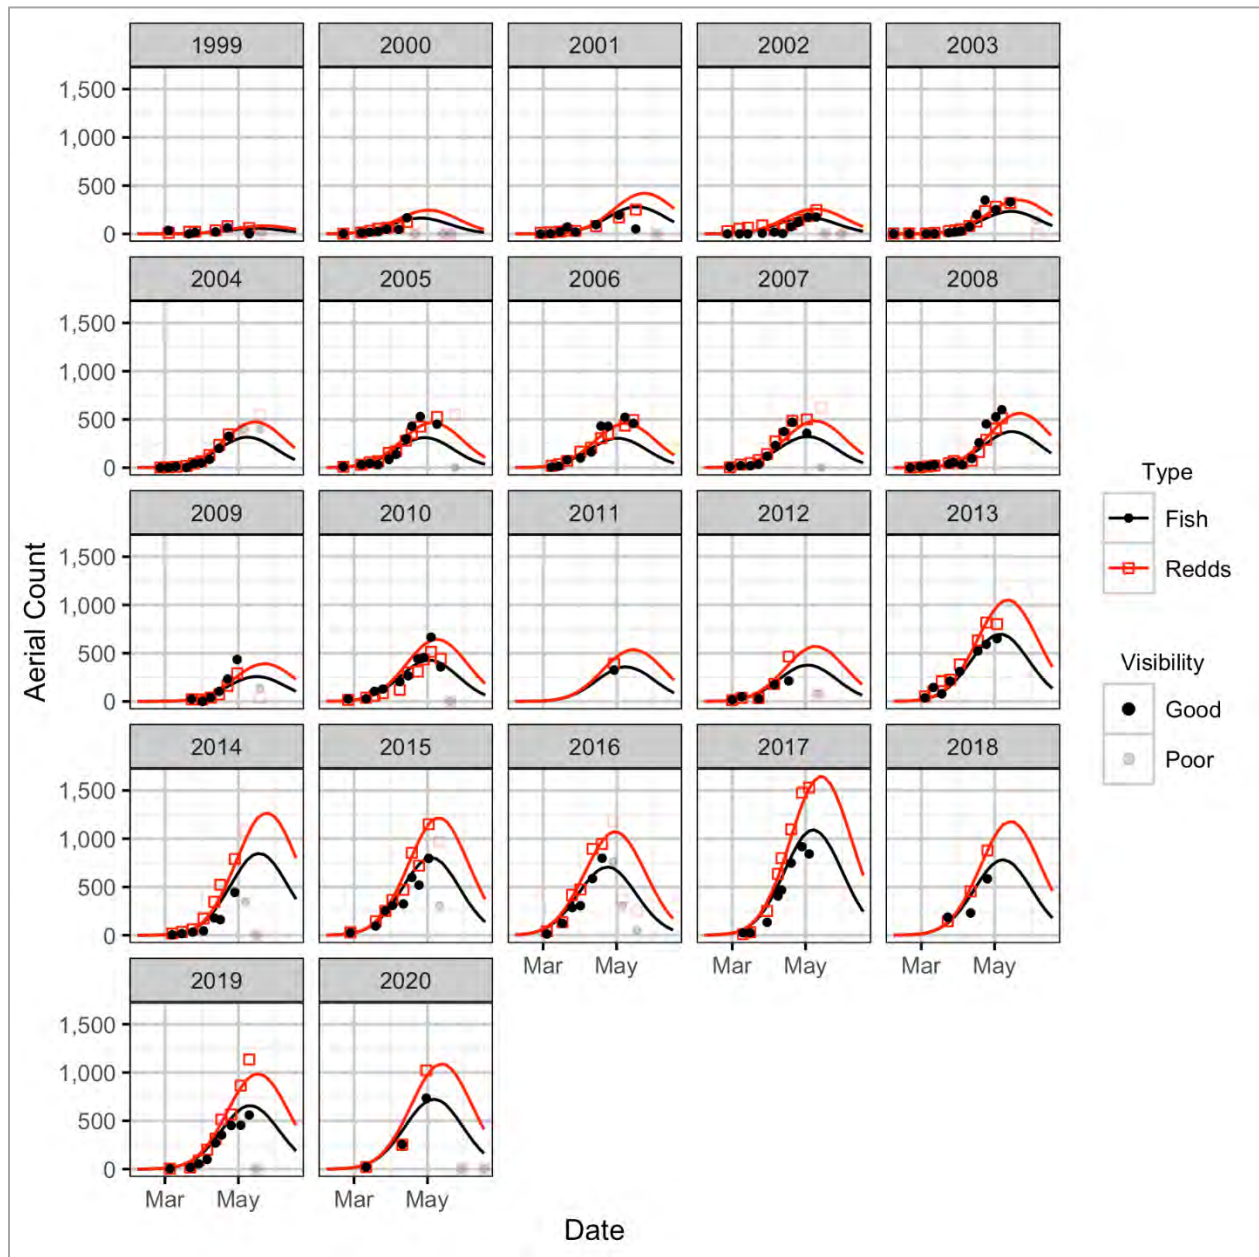 1999 2000 2001 2002 2003
1,500
1,000
500
0
2004 2005 2006 2007 2008
1,500
1,000
500
0
2009 2010 2011 2012 2013
1,500
1,000
500
0
2014 2015 2016 2017 2018
1,500
1,000
500
0
Mar May Mar May Mar May
2019 2020
1,500
1,000
500
0
Mar May Mar May
Aerial Count
Date
Type
Fish
Redds
Visibility
Good
Poor